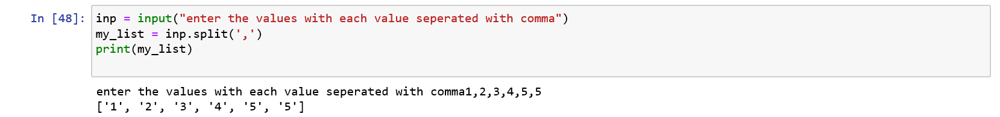 In [48]: inp = input("enter the values with each value seperated with comma")
my_list = inp.split(',')
print(my_list)
enter the values with each value seperated with comma1,2,3,4,5,5
['1', '2', '3', '4', '5', '5']